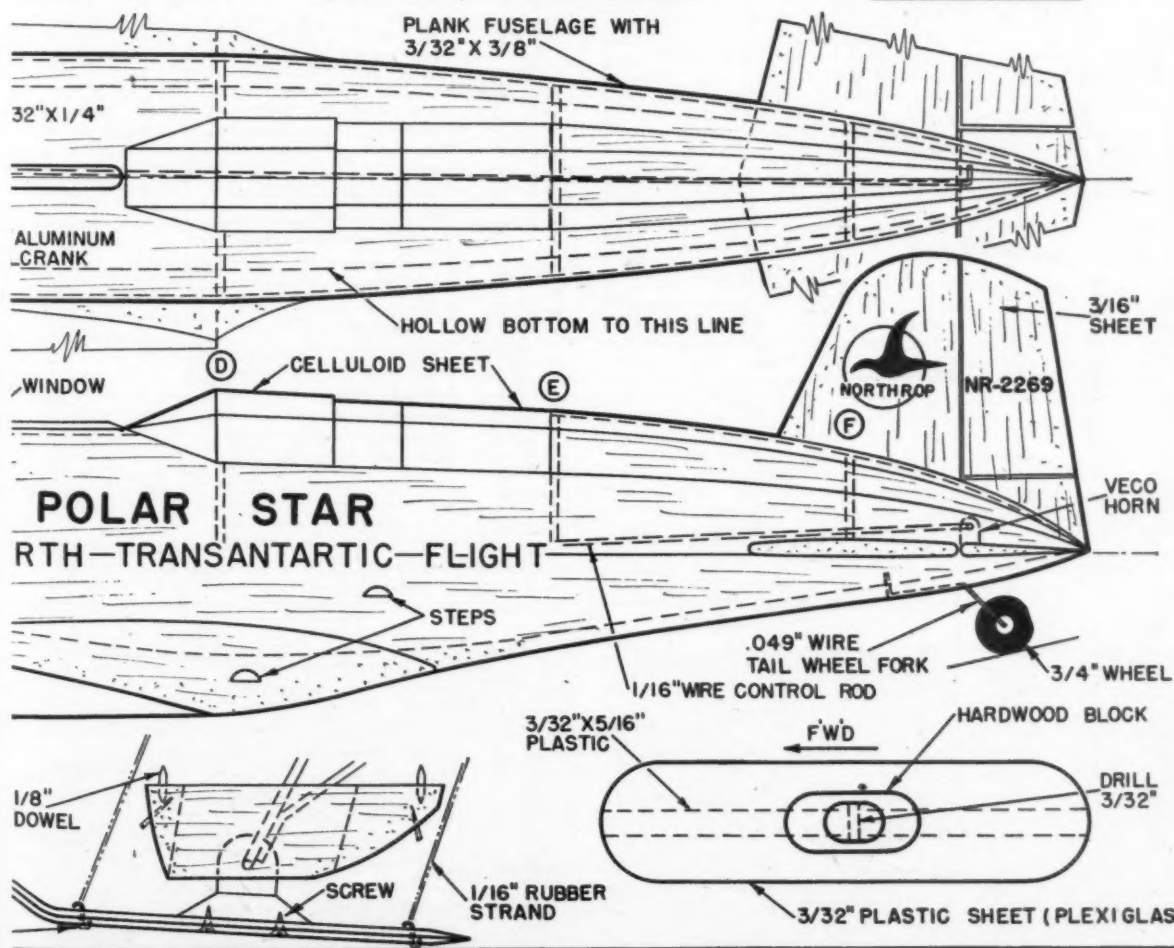 PLANK FUSELAGE WITH
3/32" X 3/8"
32" X 1/4"
ALUMINUM
CRANK
HOLLOW BOTTOM TO THIS LINE
3/16"
SHEET
D
CELLULOID SHEET
E
WINDOW
NORTHROP
NR-2269
F
POLAR STAR
RTH-TRANSANTARTIC-FLIGHT
VECO
HORN
STEPS
.049" WIRE
TAIL WHEEL FORK
3/4" WHEEL
1/16" WIRE CONTROL ROD
3/32" X 5/16"
PLASTIC
F'W'D
HARDWOOD BLOCK
DRILL
3/32"
1/8"
DOWEL
SCREW
1/16" RUBBER
STRAND
3/32" PLASTIC SHEET (PLEXIGLAS